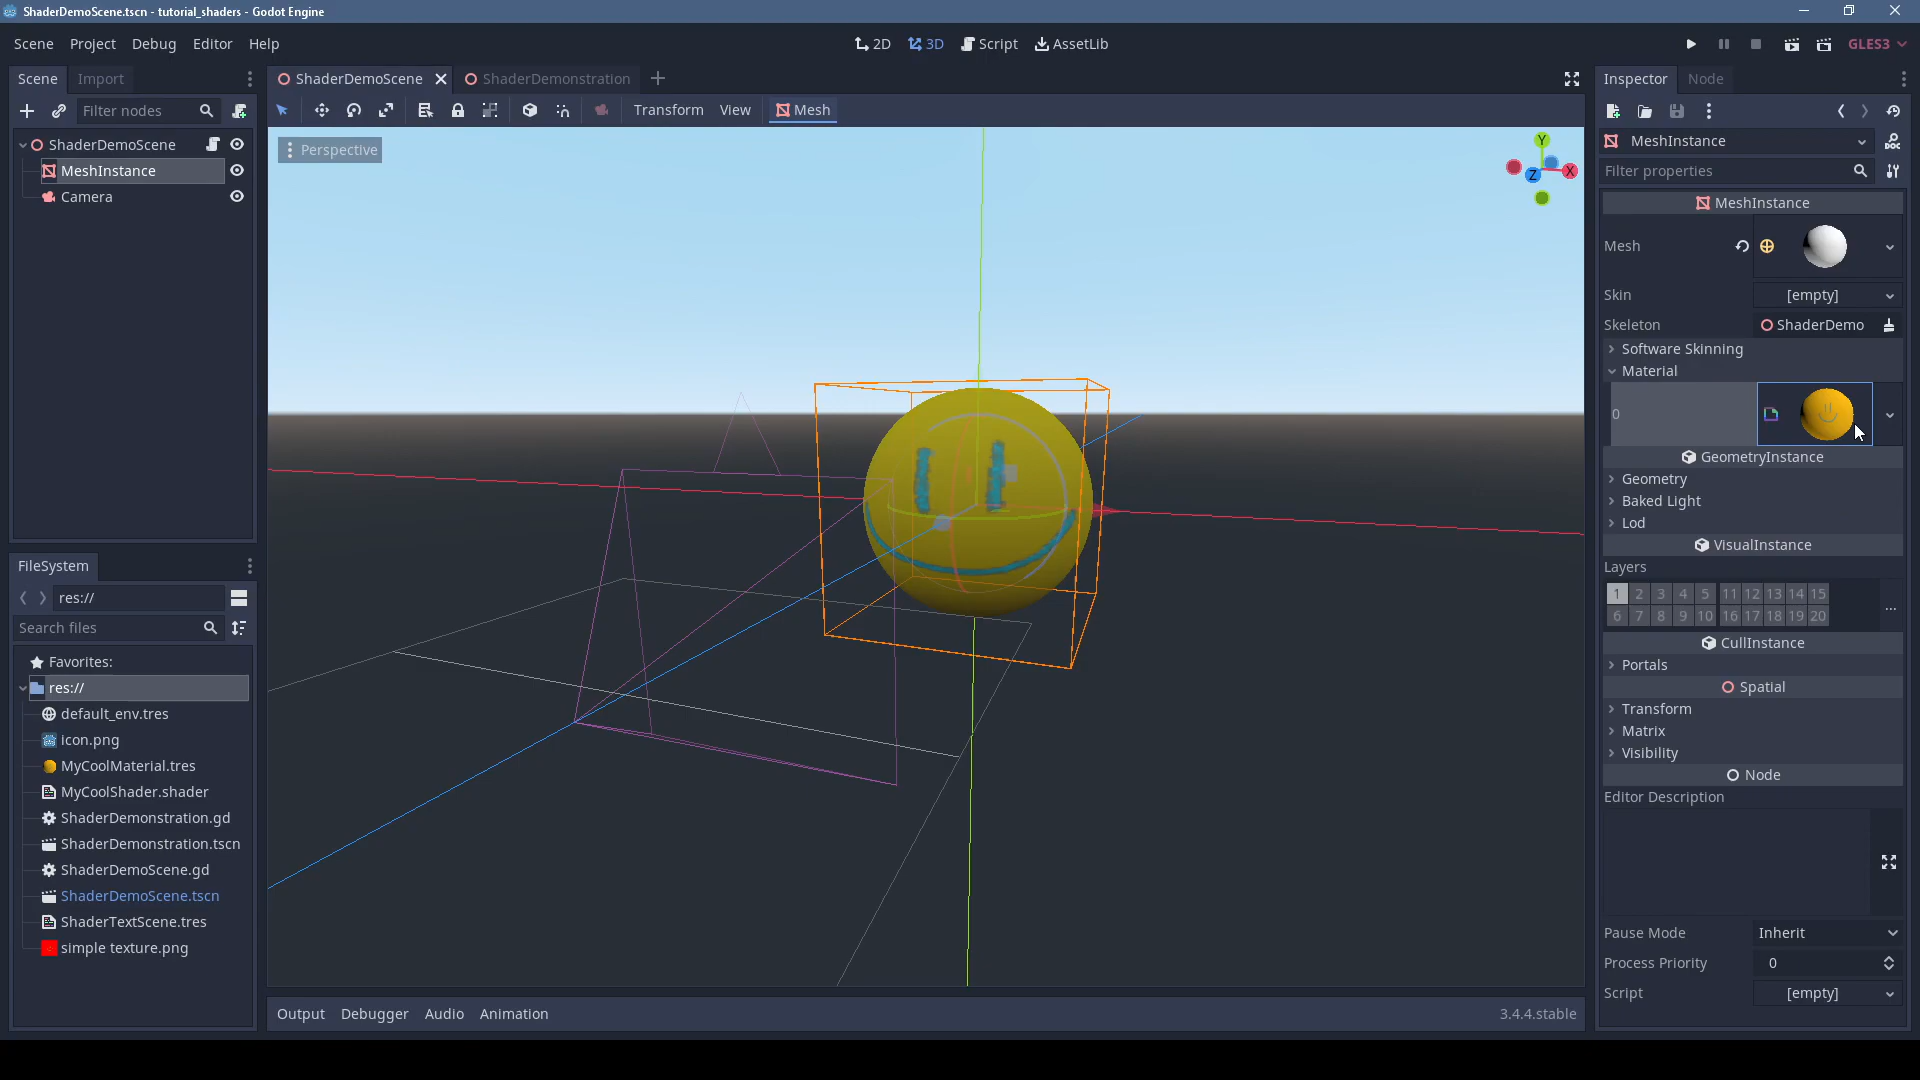 ShaderDemoScene.tscn - tutorial_shaders - Godot Engine
Scene Project Debug Editor Help
2D 3D Script AssetLib
GLES3
Scene Import
Filter nodes
ShaderDemoScene
MeshInstance
Camera
FileSystem
res://
Search files
Favorites:
res://
default_env.tres
icon.png
MyCoolMaterial.tres
MyCoolShader.shader
ShaderDemonstration.gd
ShaderDemonstration.tscn
ShaderDemoScene.gd
ShaderDemoScene.tscn
ShaderTextScene.tres
simple texture.png
ShaderDemoScene ShaderDemonstration
Transform View Mesh
Perspective
Y
Z X
Output Debugger Audio Animation
3.4.4.stable
Inspector Node
MeshInstance
Filter properties
MeshInstance
Mesh
Skin [empty]
Skeleton ShaderDemo
Software Skinning
Material
0
GeometryInstance
Geometry
Baked Light
Lod
VisualInstance
Layers
1 2 3 4 5 11 12 13 14 15
6 7 8 9 10 16 17 18 19 20
...
CullInstance
Portals
Spatial
Transform
Matrix
Visibility
Node
Editor Description
Pause Mode Inherit
Process Priority 0
Script [empty]